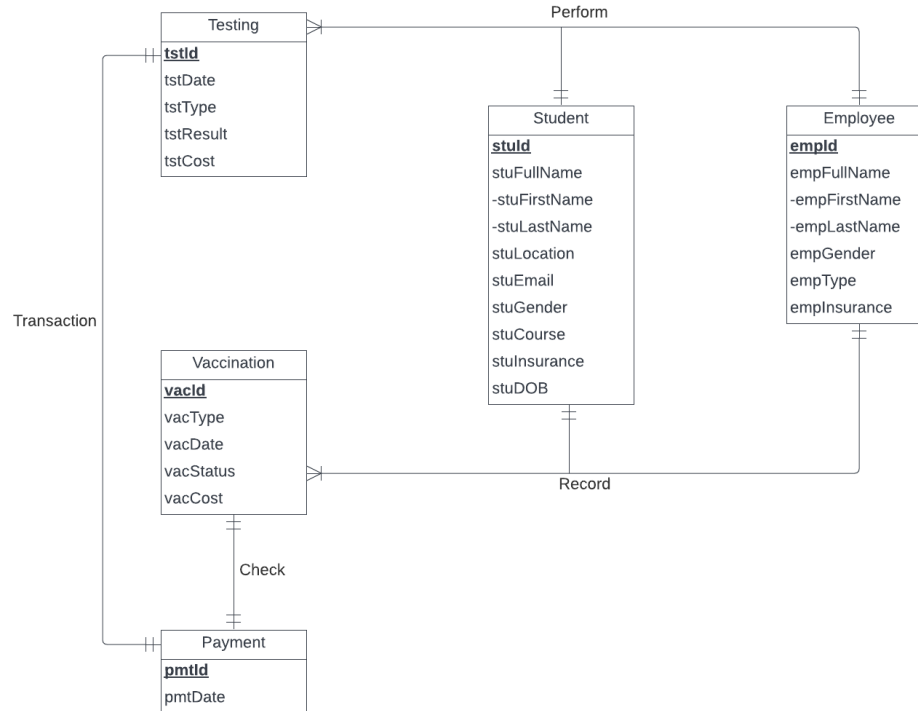 Perform
Testing
tstId
tstDate
tstType
tstResult
tstCost
Student
stuId
stuFullName
-stuFirstName
-stuLastName
stuLocation
stuEmail
stuGender
stuCourse
stuInsurance
stuDOB
Employee
empId
empFullName
-empFirstName
-empLastName
empGender
empType
empInsurance
Transaction
Vaccination
vacId
vacType
vacDate
vacStatus
vacCost
Record
Check
Payment
pmtId
pmtDate